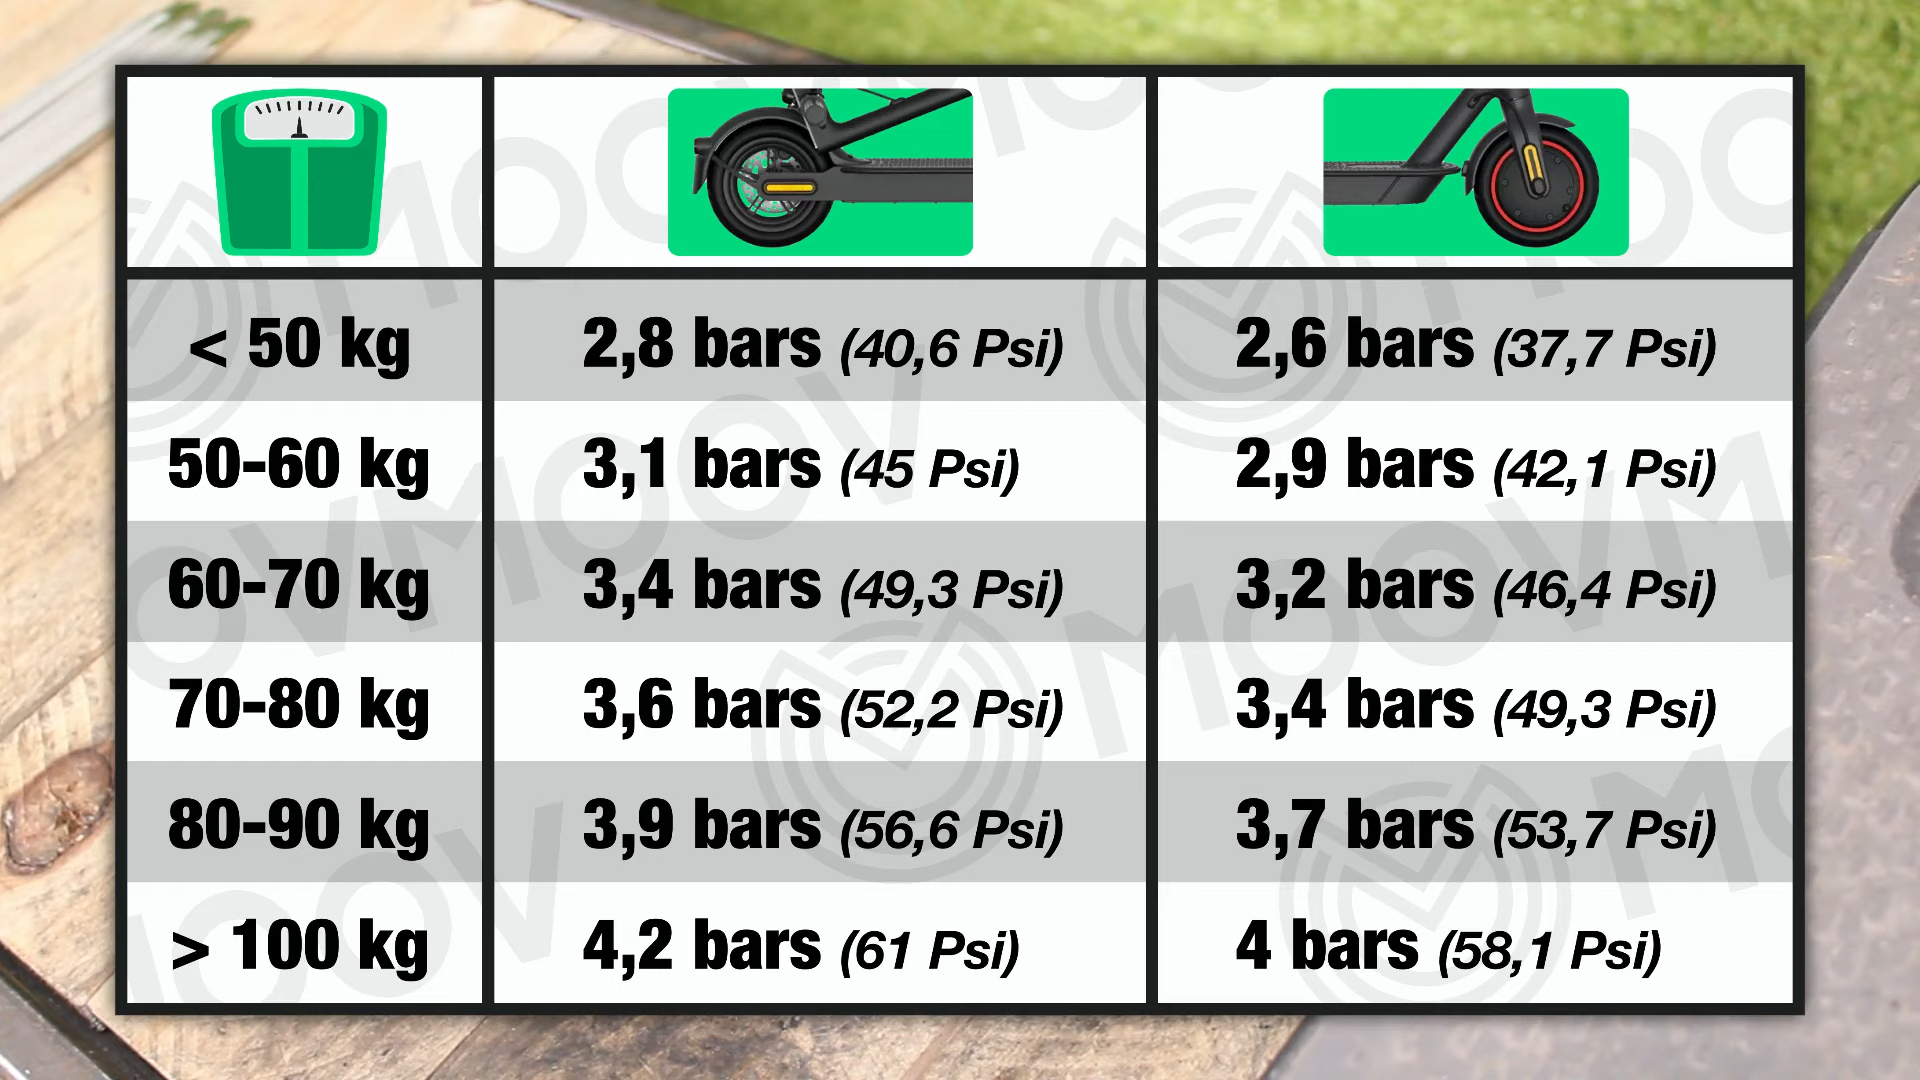 < 50 kg 2,8 bars (40,6 Psi) 2,6 bars (37,7 Psi)
50-60 kg 3,1 bars (45 Psi) 2,9 bars (42,1 Psi)
60-70 kg 3,4 bars (49,3 Psi) 3,2 bars (46,4 Psi)
70-80 kg 3,6 bars (52,2 Psi) 3,4 bars (49,3 Psi)
80-90 kg 3,9 bars (56,6 Psi) 3,7 bars (53,7 Psi)
> 100 kg 4,2 bars (61 Psi) 4 bars (58,1 Psi)